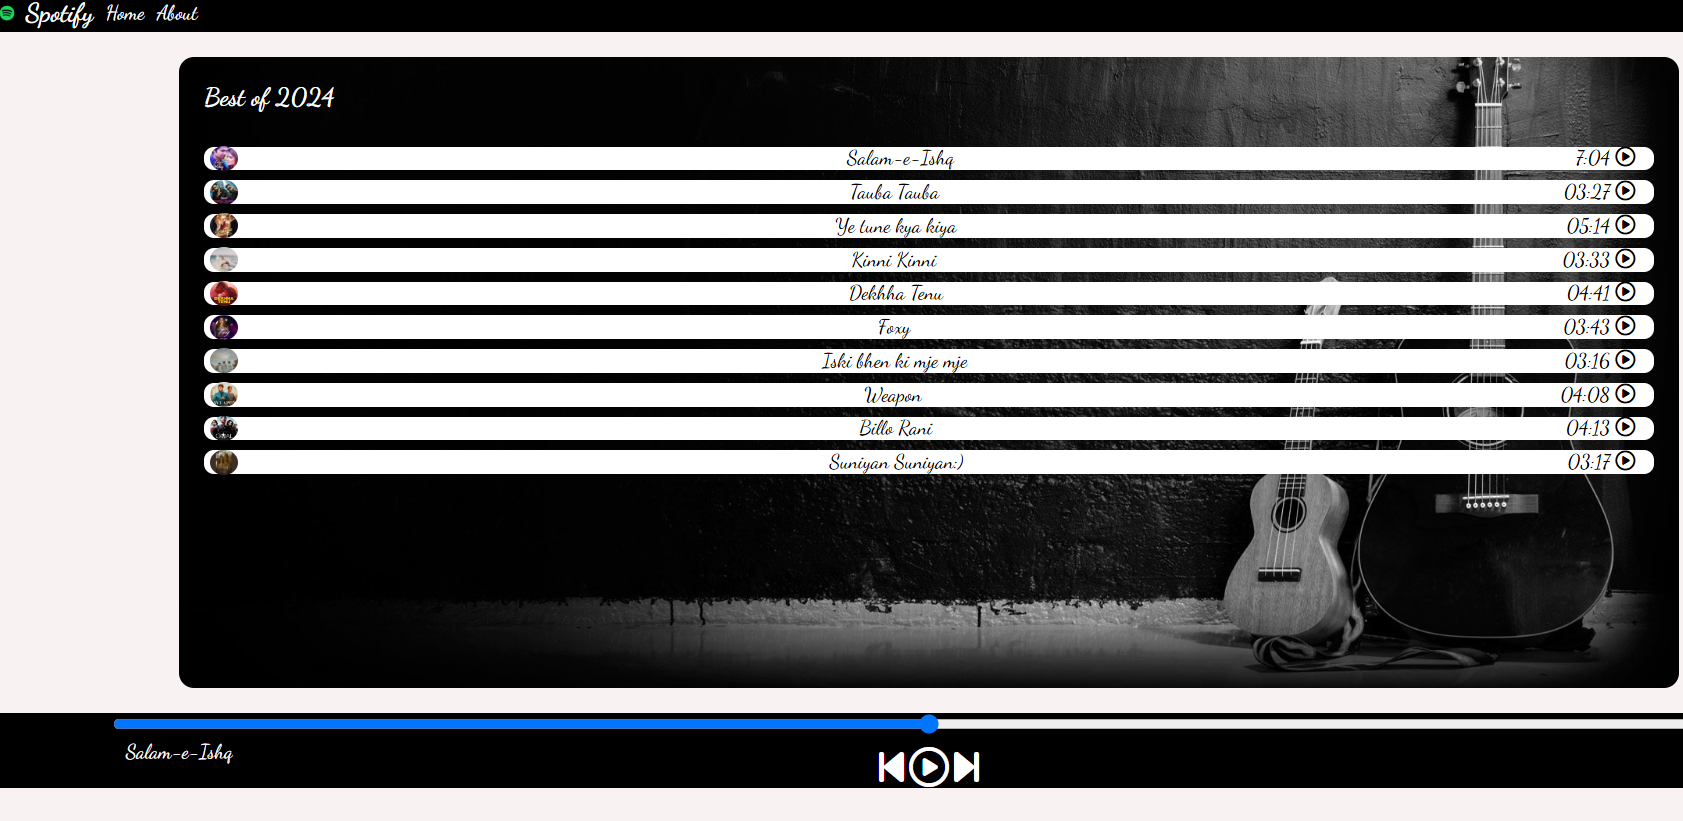 Spotify Home About
Best of 2024
Salam-e-Ishq 7:04
Tauba Tauba 03:27
Ye tune kya kiya 05:14
Kinni Kinni 03:33
Dekhha Tenu 04:41
Foxy 03:43
Iski bhen ki mje mje 03:16
Weapon 04:08
Billo Rani 04:13
Suniyan Suniyan:) 03:17
Salam-e-Ishq